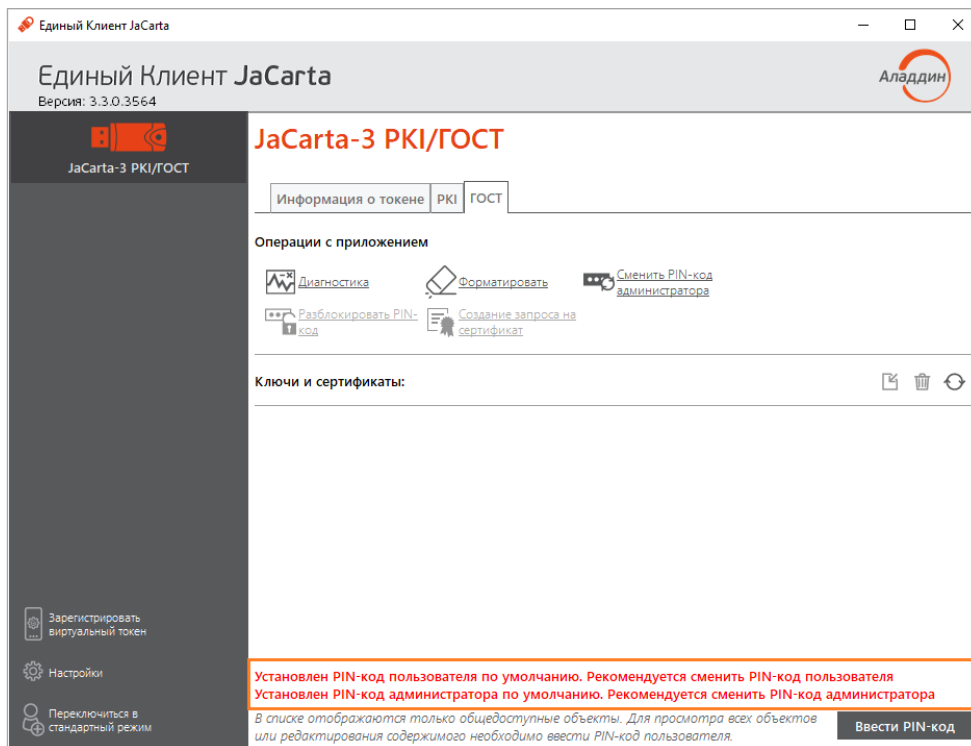 Единый Клиент JaCarta
Единый Клиент JaCarta
Версия: 3.3.0.3564
Аладдин
JaCarta-3 PKI/ГОСТ
JaCarta-3 PKI/ГОСТ
Информация о токене
PKI
ГОСТ
Операции с приложением
Диагностика
Форматировать
Сменить PIN-код
администратора
Разблокировать PIN-
код
Создание запроса на
сертификат
Ключи и сертификаты:
Зарегистрировать
виртуальный токен
Настройки
Переключиться в
стандартный режим
Установлен PIN-код пользователя по умолчанию. Рекомендуется сменить PIN-код пользователя
Установлен PIN-код администратора по умолчанию. Рекомендуется сменить PIN-код администратора
В списке отображаются только общедоступные объекты. Для просмотра всех объектов
или редактирования содержимого необходимо ввести PIN-код пользователя.
Ввести PIN-код